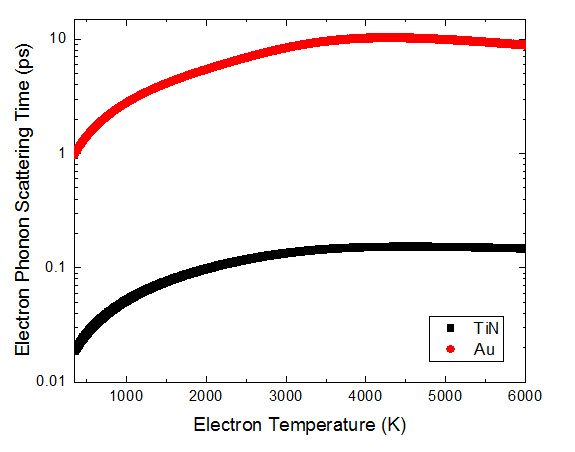 Electron Phonon Scattering Time (ps)
10
1
0.1
0.01
TiN
Au
1000 2000 3000 4000 5000 6000
Electron Temperature (K)